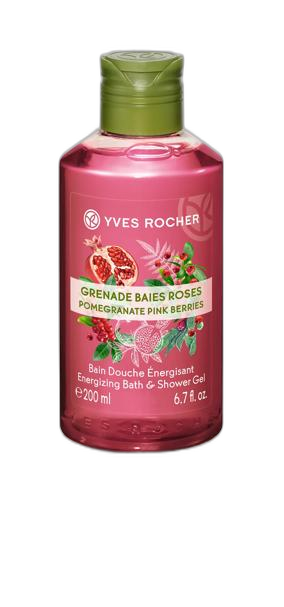 YVES ROCHER
GRENADE BAIES ROSES
POMEGRANATE PINK BERRIES
Bain Douche Énergisant
Energizing Bath & Shower Gel
℮200 ml 6.7 fl. oz.